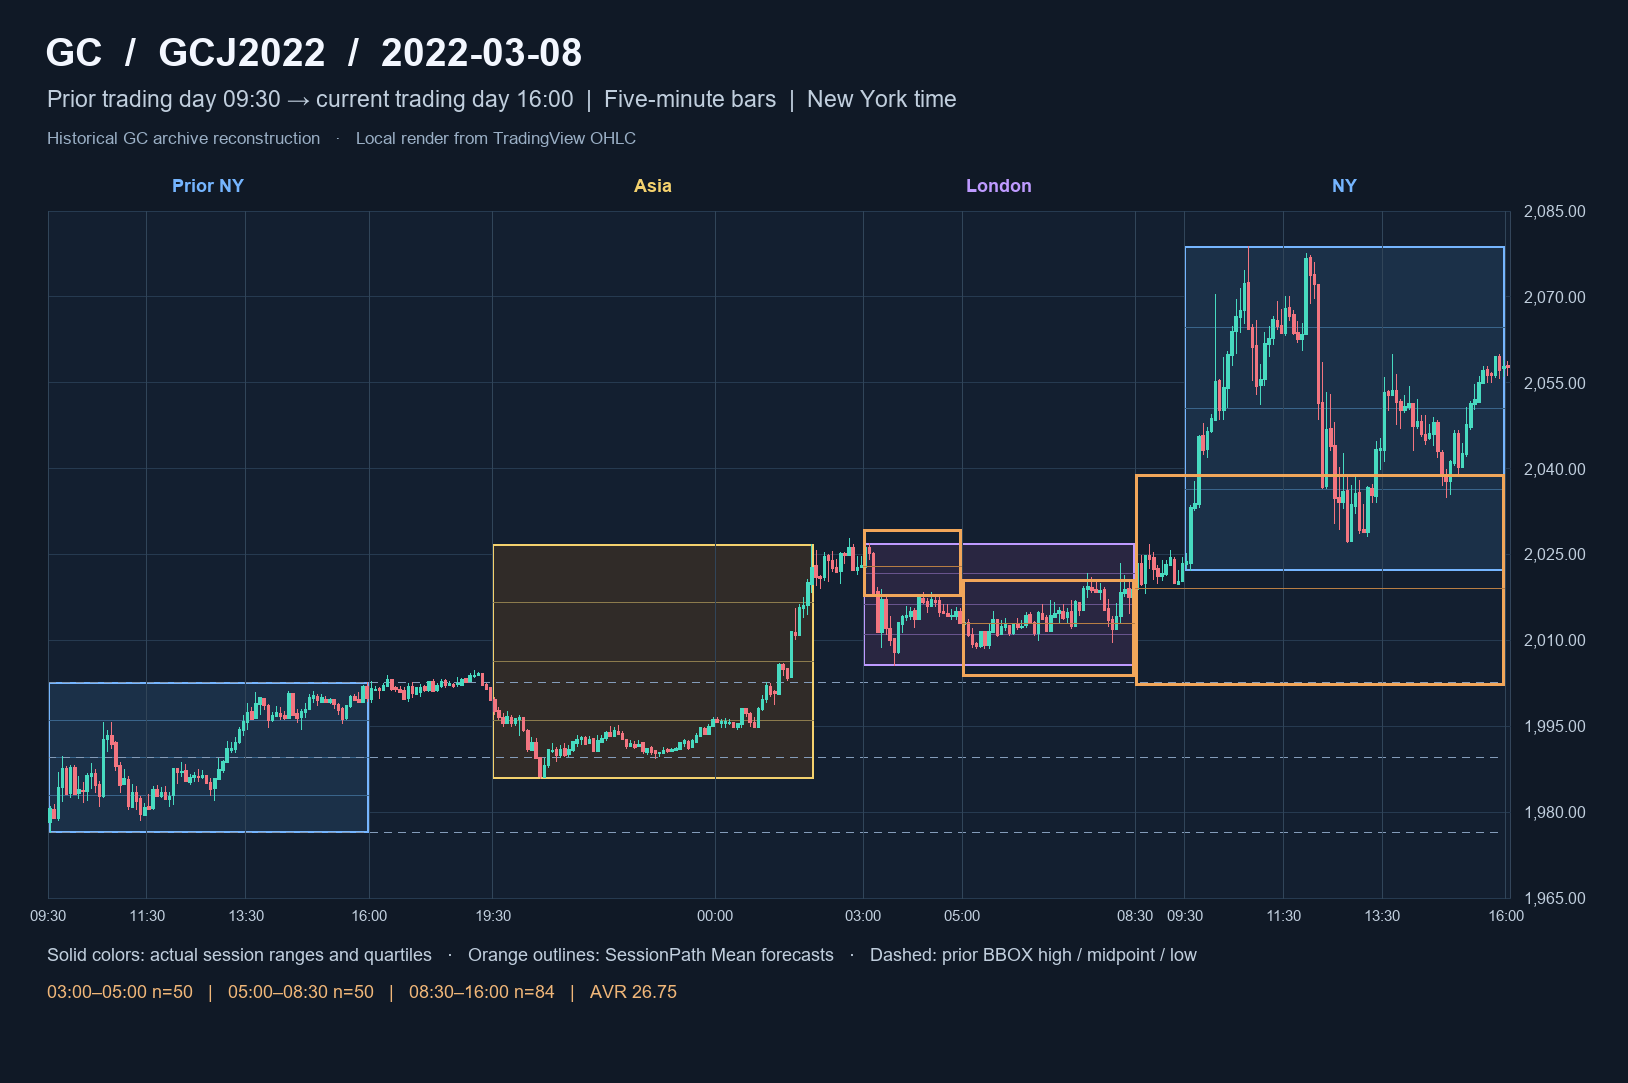 GC / GCJ2022 / 2022-03-08
Prior trading day 09:30 → current trading day 16:00 | Five-minute bars | New York time
Historical GC archive reconstruction · Local render from TradingView OHLC
Prior NY
Asia
London
NY
2,085.00
2,070.00
2,055.00
2,040.00
2,025.00
2,010.00
1,995.00
1,980.00
1,965.00
09:30 11:30 13:30 16:00 19:30 00:00 03:00 05:00 08:30 09:30 11:30 13:30 16:00
Solid colors: actual session ranges and quartiles · Orange outlines: SessionPath Mean forecasts · Dashed: prior BBOX high / midpoint / low
03:00–05:00 n=50 | 05:00–08:30 n=50 | 08:30–16:00 n=84 | AVR 26.75